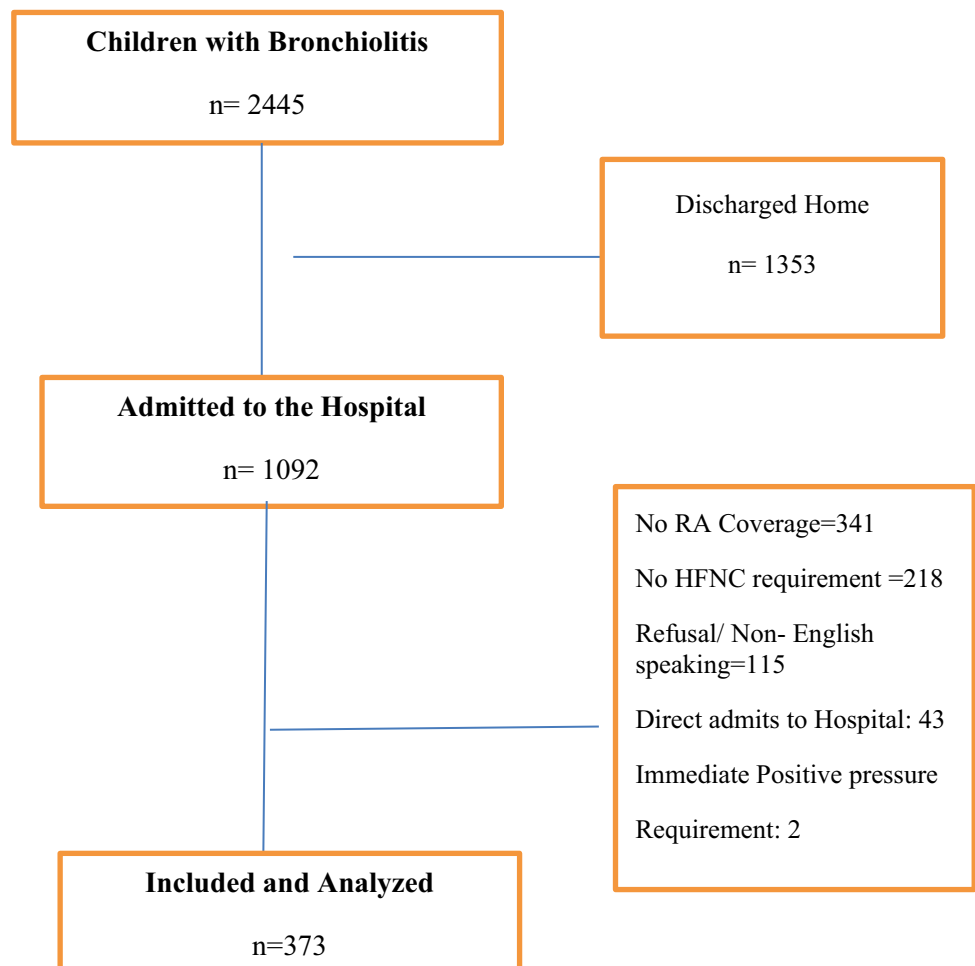 Children with Bronchiolitis
n= 2445
Discharged Home
n= 1353
Admitted to the Hospital
n= 1092
No RA Coverage=341
No HFNC requirement =218
Refusal/ Non- English
speaking=115
Direct admits to Hospital: 43
Immediate Positive pressure
Requirement: 2
Included and Analyzed
n=373